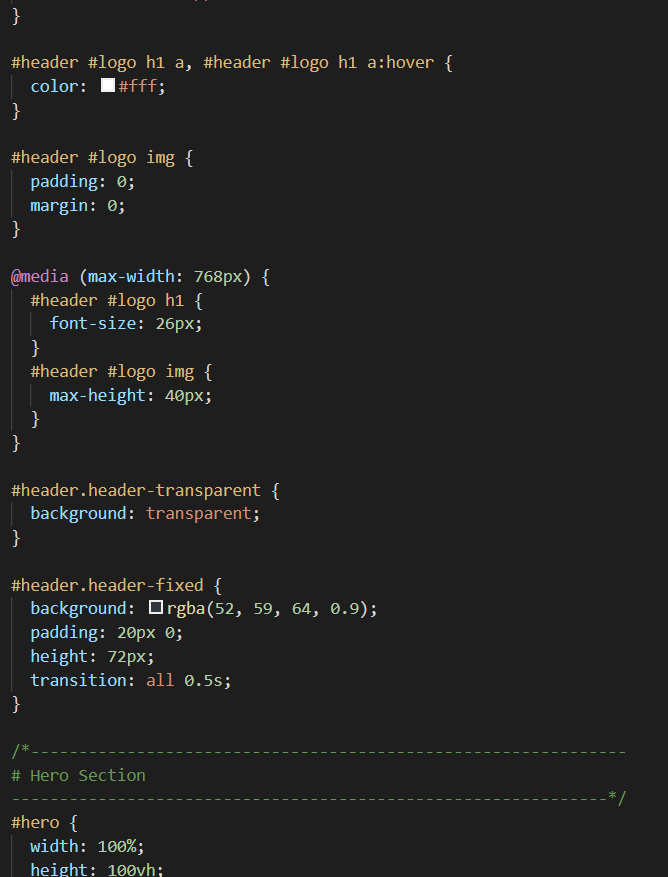 }

#header #logo h1 a, #header #logo h1 a:hover {
  color: #fff;
}

#header #logo img {
  padding: 0;
  margin: 0;
}

@media (max-width: 768px) {
  #header #logo h1 {
    font-size: 26px;
  }
  #header #logo img {
    max-height: 40px;
  }
}

#header.header-transparent {
  background: transparent;
}

#header.header-fixed {
  background: rgba(52, 59, 64, 0.9);
  padding: 20px 0;
  height: 72px;
  transition: all 0.5s;
}

/*--------------------------------------------------------------
# Hero Section
--------------------------------------------------------------*/
#hero {
  width: 100%;
  height: 100vh;